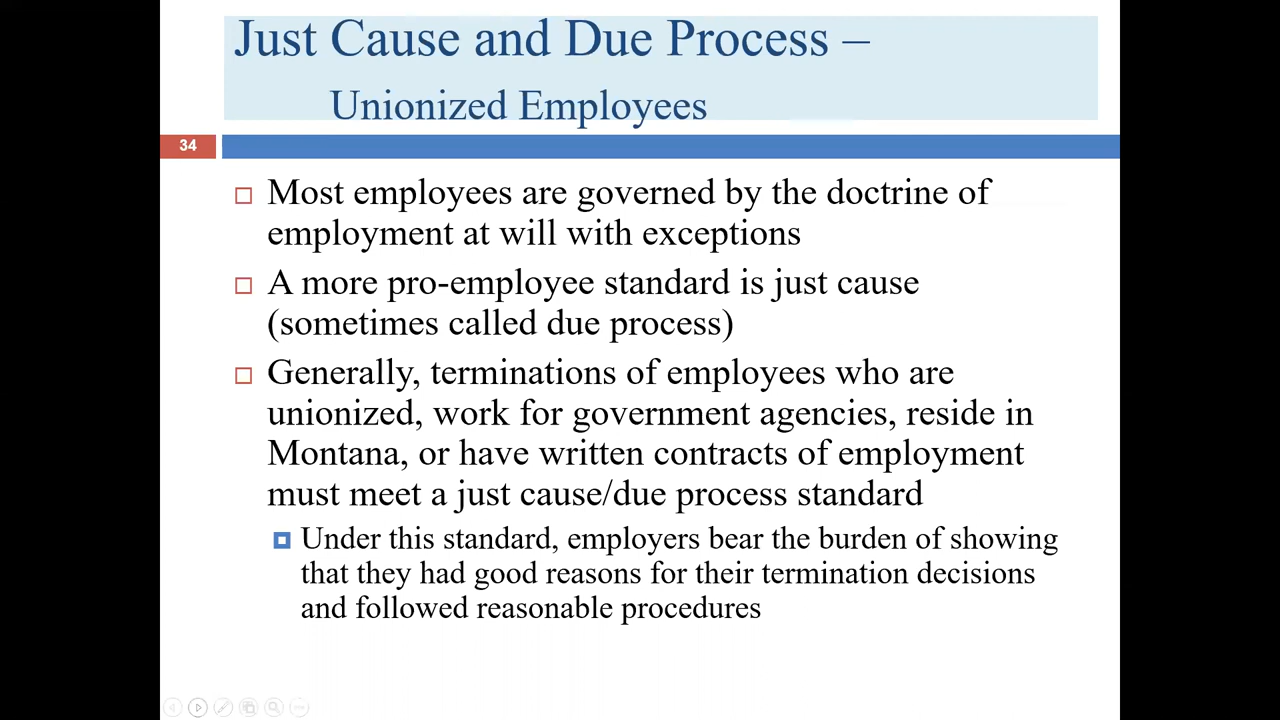 Just Cause and Due Process –
Unionized Employees
34
Most employees are governed by the doctrine of
employment at will with exceptions
A more pro-employee standard is just cause
(sometimes called due process)
Generally, terminations of employees who are
unionized, work for government agencies, reside in
Montana, or have written contracts of employment
must meet a just cause/due process standard
Under this standard, employers bear the burden of showing
that they had good reasons for their termination decisions
and followed reasonable procedures